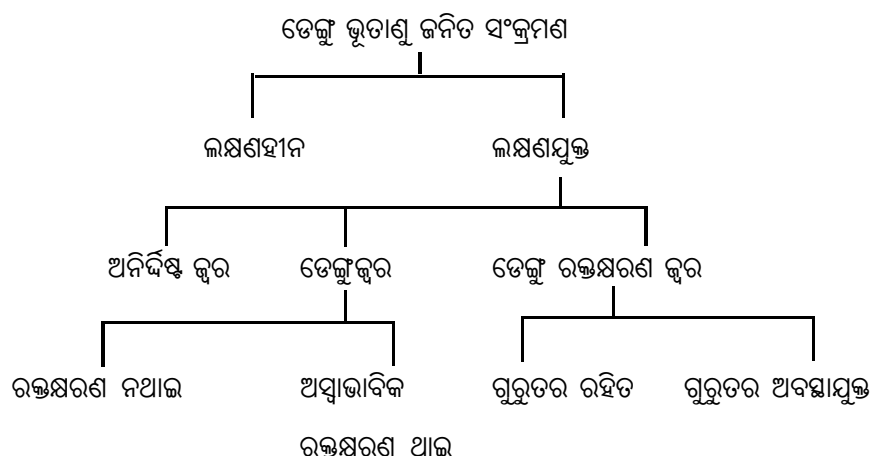 ଡେଙ୍ଗୁ ଭୂତାଣୁ ଜନିତ ସଂକ୍ରମଣ
ଲକ୍ଷଣହୀନ ଲକ୍ଷଣଯୁକ୍ତ
ଅନିର୍ଦ୍ଦିଷ୍ଟ ଜ୍ୱର ଡେଙ୍ଗୁଜ୍ୱର ଡେଙ୍ଗୁ ରକ୍ତକ୍ଷରଣ ଜ୍ୱର
ରକ୍ତକ୍ଷରଣ ନଥାଇ ଅସ୍ୱାଭାବିକ ଗୁରୁତର ରହିତ ଗୁରୁତର ଅବସ୍ଥାଯୁକ୍ତ
ରକ୍ତକ୍ଷରଣ ଥାଇ